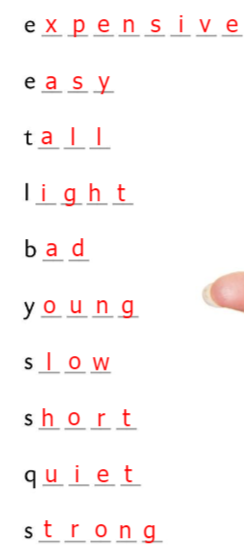 expensive
easy
tall
light
bad
young
slow
short
quiet
strong